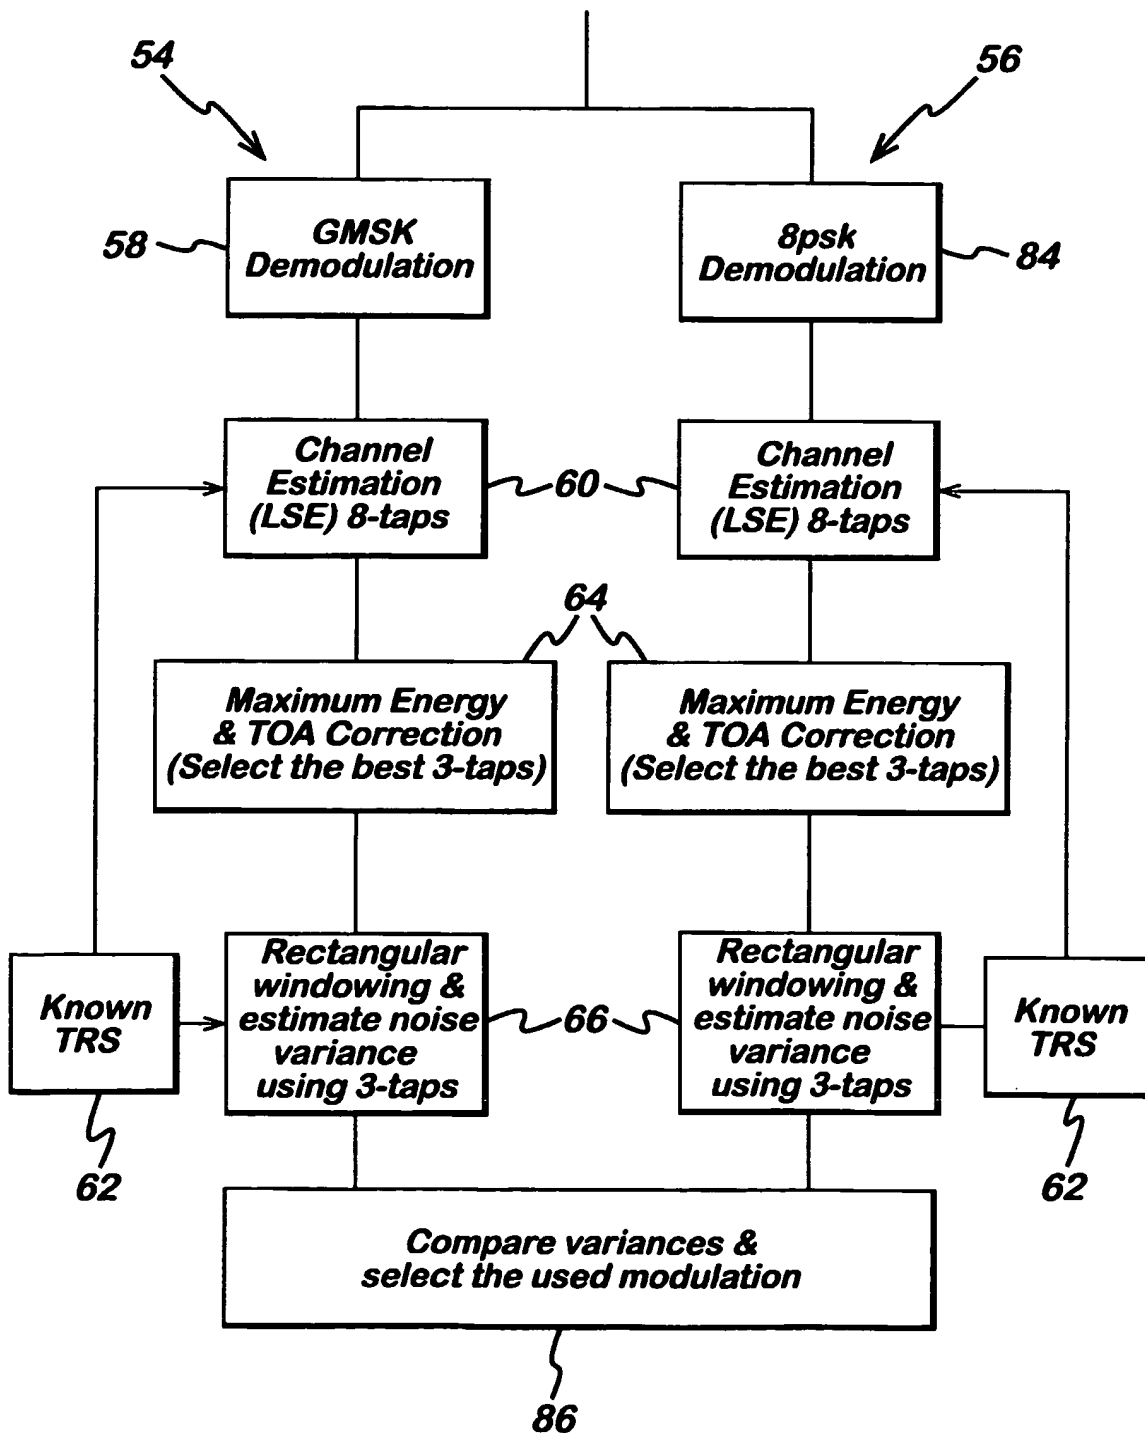 54
56
GMSK
Demodulation
58
8psk
Demodulation
84
Channel
Estimation
(LSE) 8-taps
60
Channel
Estimation
(LSE) 8-taps
64
Maximum Energy
& TOA Correction
(Select the best 3-taps)
Maximum Energy
& TOA Correction
(Select the best 3-taps)
Known
TRS
Rectangular
windowing &
estimate noise
variance
using 3-taps
66
Rectangular
windowing &
estimate noise
variance
using 3-taps
Known
TRS
62
62
Compare variances &
select the used modulation
86